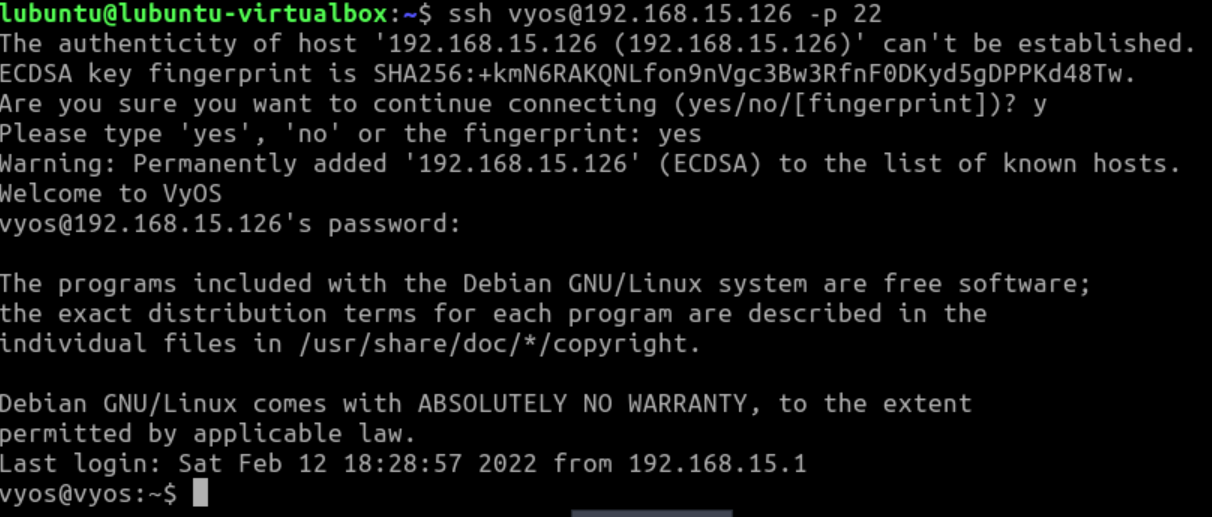 lubuntu@lubuntu-virtualbox:~$ ssh vyos@192.168.15.126 -p 22
The authenticity of host '192.168.15.126 (192.168.15.126)' can't be established.
ECDSA key fingerprint is SHA256:+kmN6RAKQNLfon9nVgc3Bw3RfnF0DKyd5gDPPKd48Tw.
Are you sure you want to continue connecting (yes/no/[fingerprint])? y
Please type 'yes', 'no' or the fingerprint: yes
Warning: Permanently added '192.168.15.126' (ECDSA) to the list of known hosts.
Welcome to VyOS
vyos@192.168.15.126's password:

The programs included with the Debian GNU/Linux system are free software;
the exact distribution terms for each program are described in the
individual files in /usr/share/doc/*/copyright.

Debian GNU/Linux comes with ABSOLUTELY NO WARRANTY, to the extent
permitted by applicable law.
Last login: Sat Feb 12 18:28:57 2022 from 192.168.15.1
vyos@vyos:~$